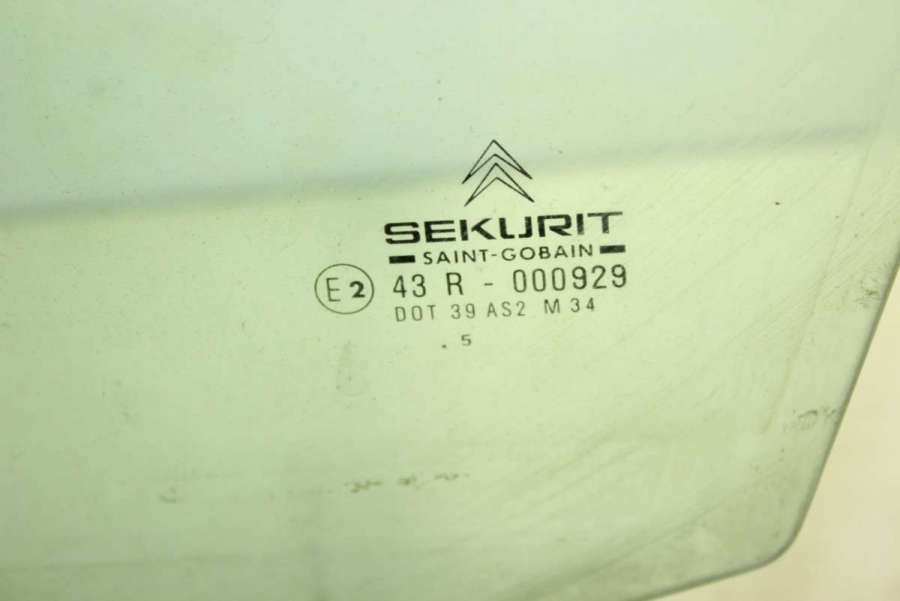 SEKURIT
SAINT-GOBAIN
E2 43 R - 000929
DOT 39 AS2 M 34
. 5